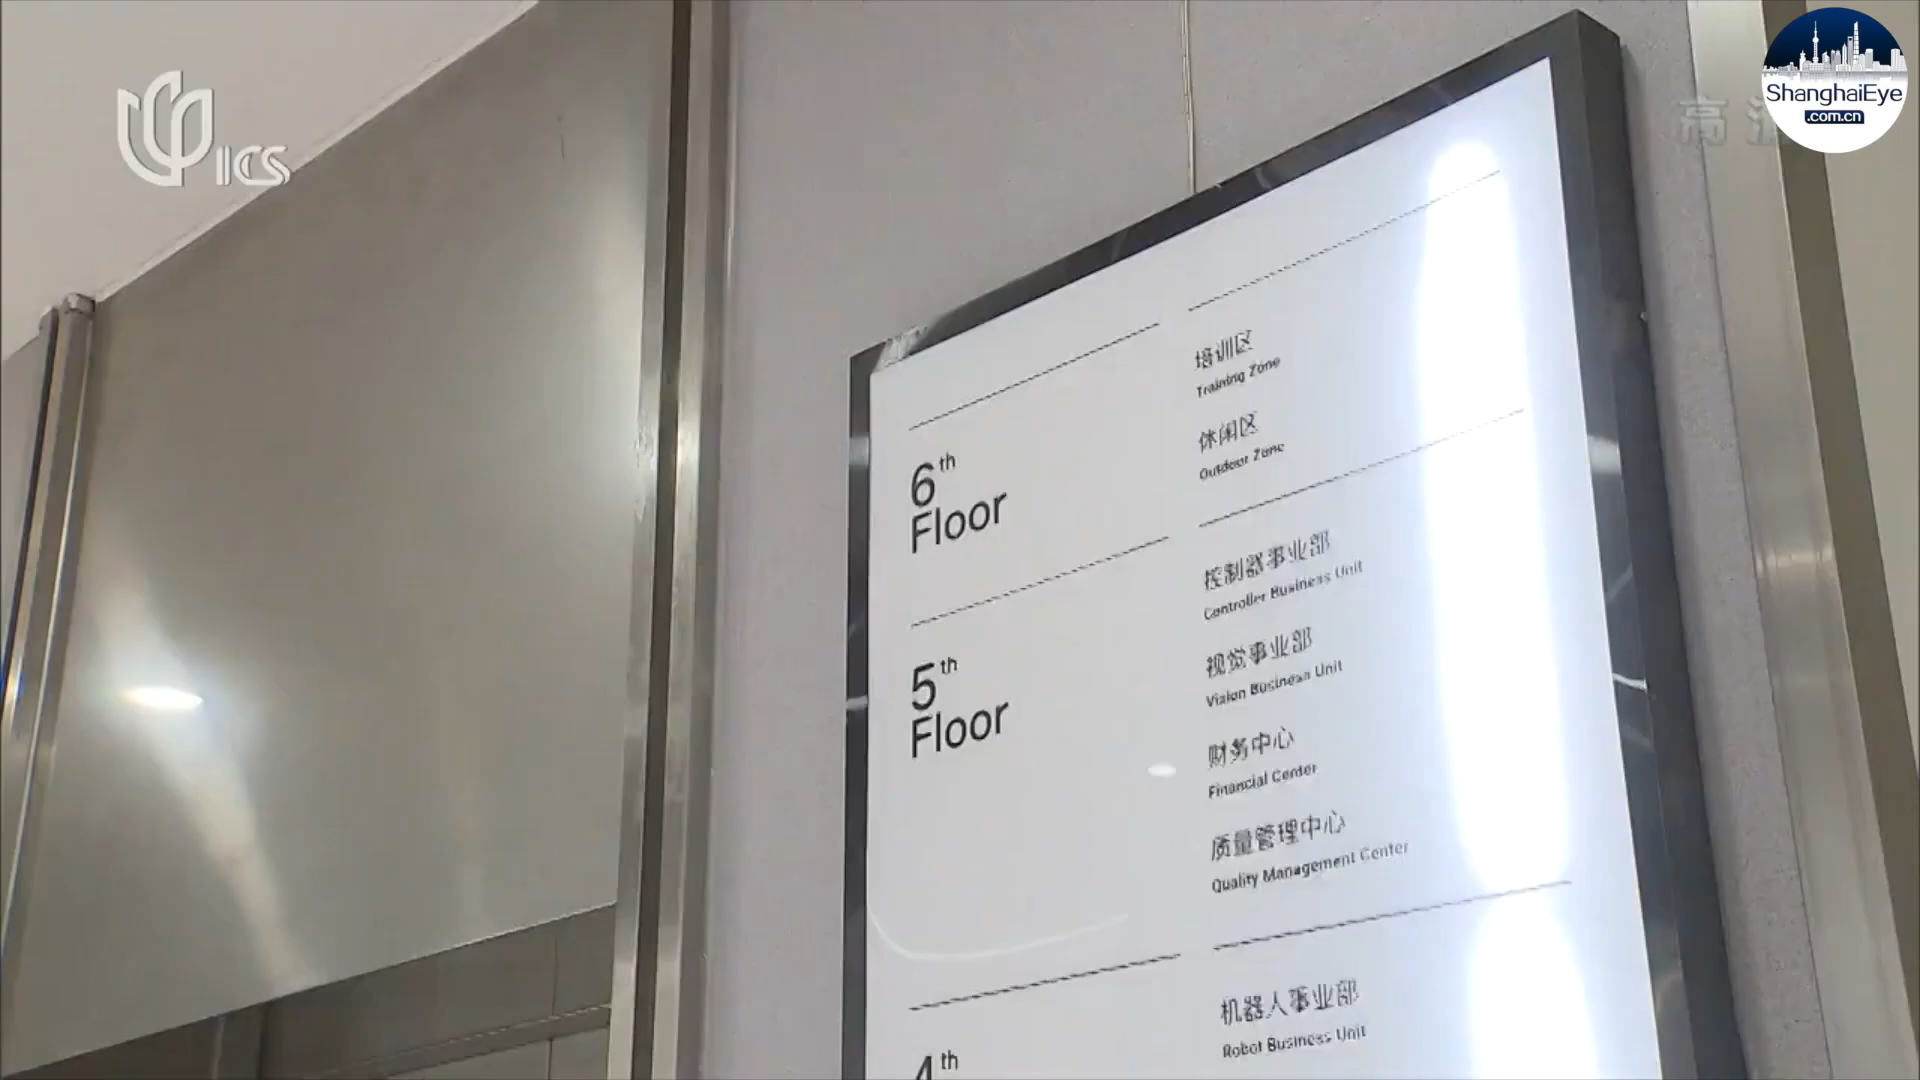 ICS
高清
ShanghaiEye
.com.cn
6th
Floor
培训区
Training Zone
休闲区
Outdoor Zone
5th
Floor
控制器事业部
Controller Business Unit
视觉事业部
Vision Business Unit
财务中心
Financial Center
质量管理中心
Quality Management Center
4th
机器人事业部
Robot Business Unit